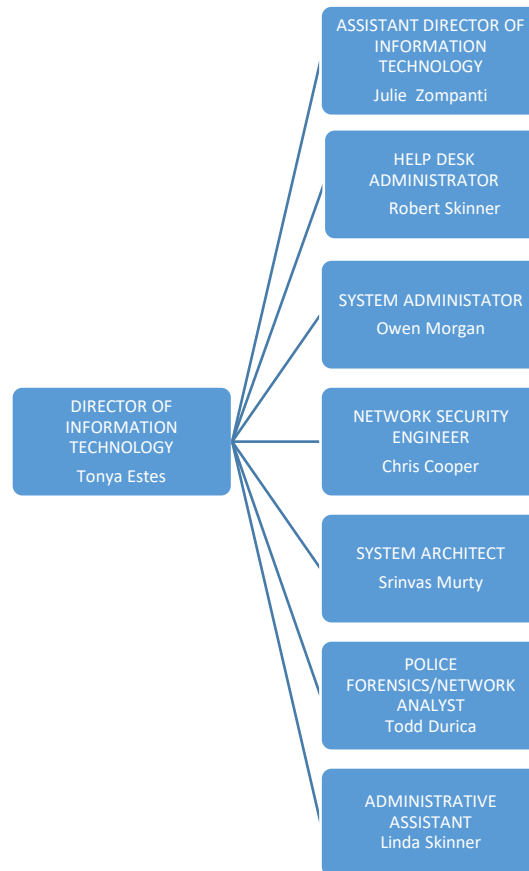 ASSISTANT DIRECTOR OF
INFORMATION
TECHNOLOGY
Julie Zompanti
HELP DESK
ADMINISTRATOR
Robert Skinner
SYSTEM ADMINISTATOR
Owen Morgan
DIRECTOR OF
INFORMATION
TECHNOLOGY
Tonya Estes
NETWORK SECURITY
ENGINEER
Chris Cooper
SYSTEM ARCHITECT
Srinvas Murty
POLICE
FORENSICS/NETWORK
ANALYST
Todd Durica
ADMINISTRATIVE
ASSISTANT
Linda Skinner